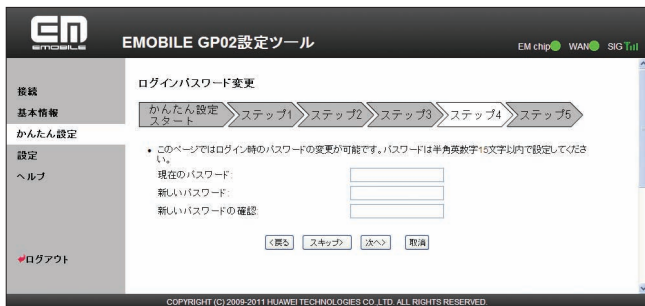 EM
EMOBILE
EMOBILE GP02設定ツール
EM chip WAN SIG
接続
基本情報
かんたん設定
設定
ヘルプ
ログアウト
ログインパスワード変更
かんたん設定スタート
ステップ1
ステップ2
ステップ3
ステップ4
ステップ5
• このページではログイン時のパスワードの変更が可能です。パスワードは半角英数字15文字以内で設定してくださ
い。
現在のパスワード:
新しいパスワード:
新しいパスワードの確認:
<戻る スキップ> 次へ> 取消
COPYRIGHT (C) 2009-2011 HUAWEI TECHNOLOGIES CO.,LTD. ALL RIGHTS RESERVED.